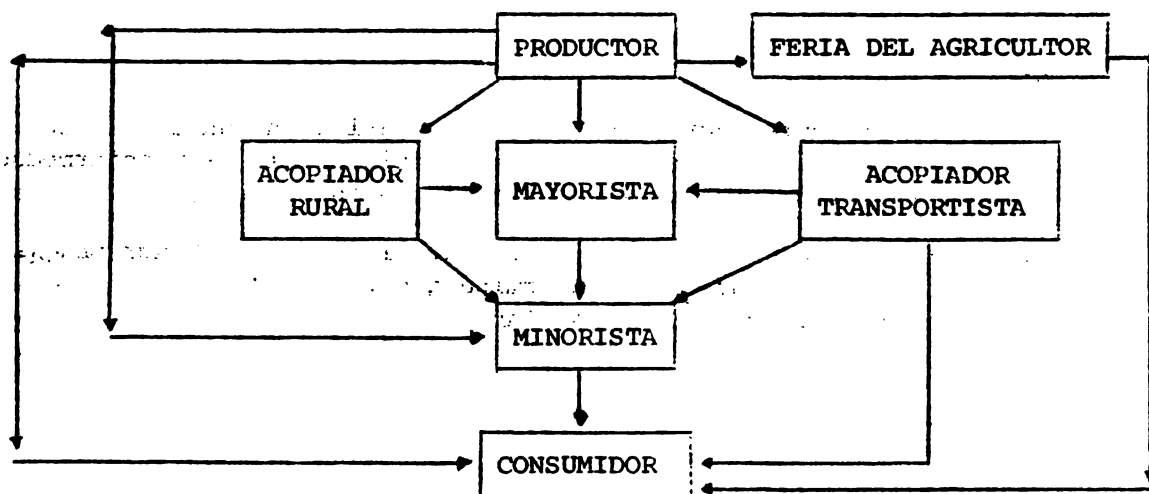 PRODUCTOR
FERIA DEL AGRICULTOR
ACOPIADOR
RURAL
MAYORISTA
ACOPIADOR
TRANSPORTISTA
MINORISTA
CONSUMIDOR